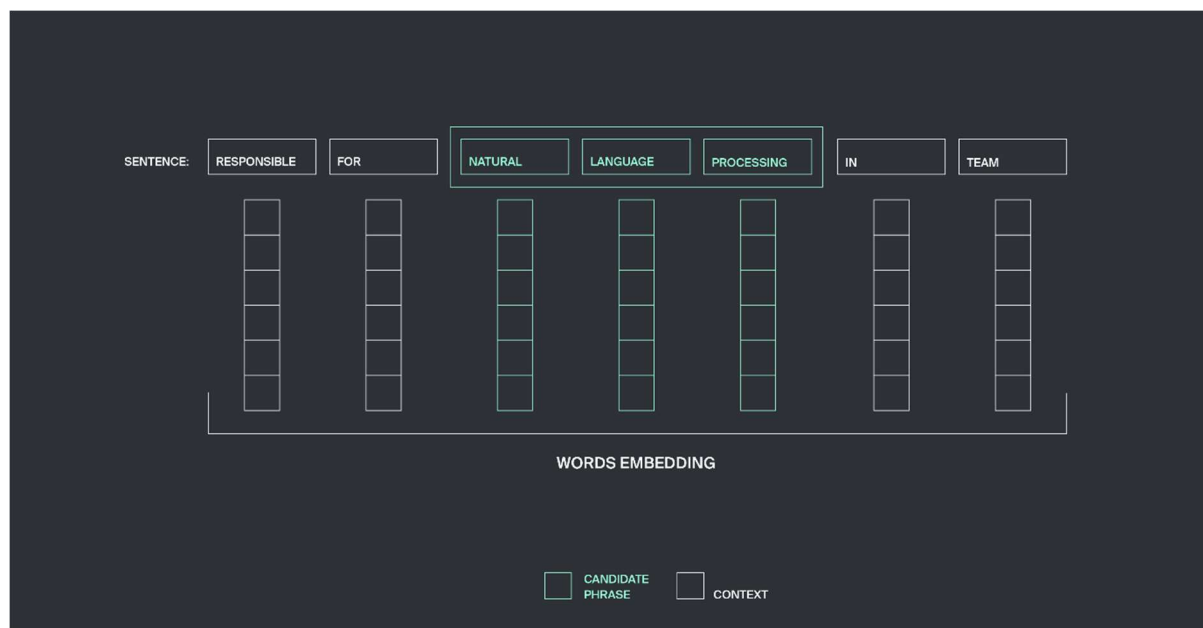 SENTENCE: RESPONSIBLE FOR NATURAL LANGUAGE PROCESSING IN TEAM
WORDS EMBEDDING
CANDIDATE
PHRASE
CONTEXT